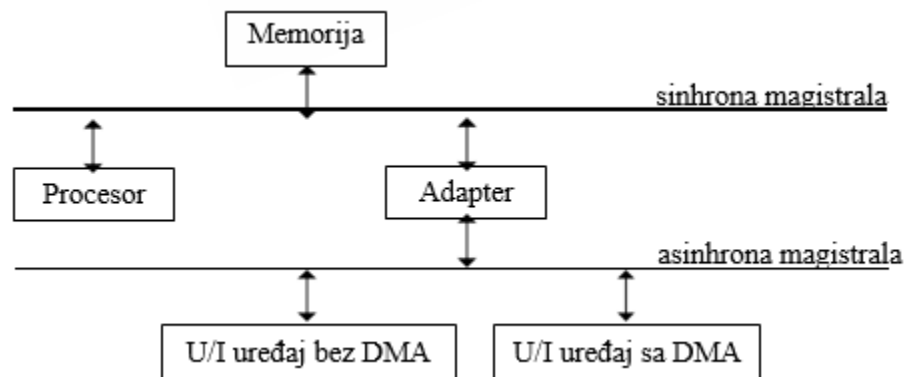 Memorija
sinhrona magistrala
Procesor
Adapter
asinhrona magistrala
U/I uređaj bez DMA
U/I uređaj sa DMA